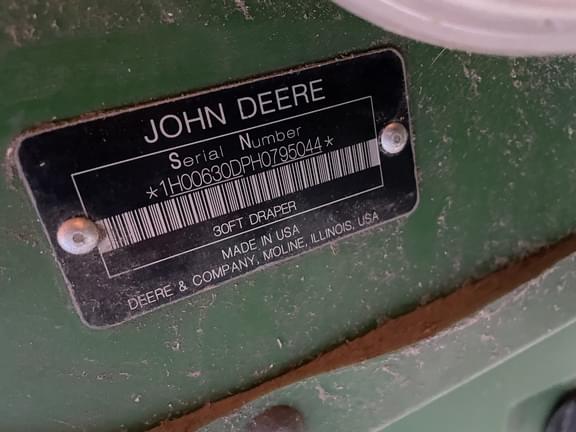 JOHN DEERE
Serial Number
*1H00630DPH0795044*
30FT DRAPER
MADE IN USA
DEERE & COMPANY, MOLINE, ILLINOIS, USA